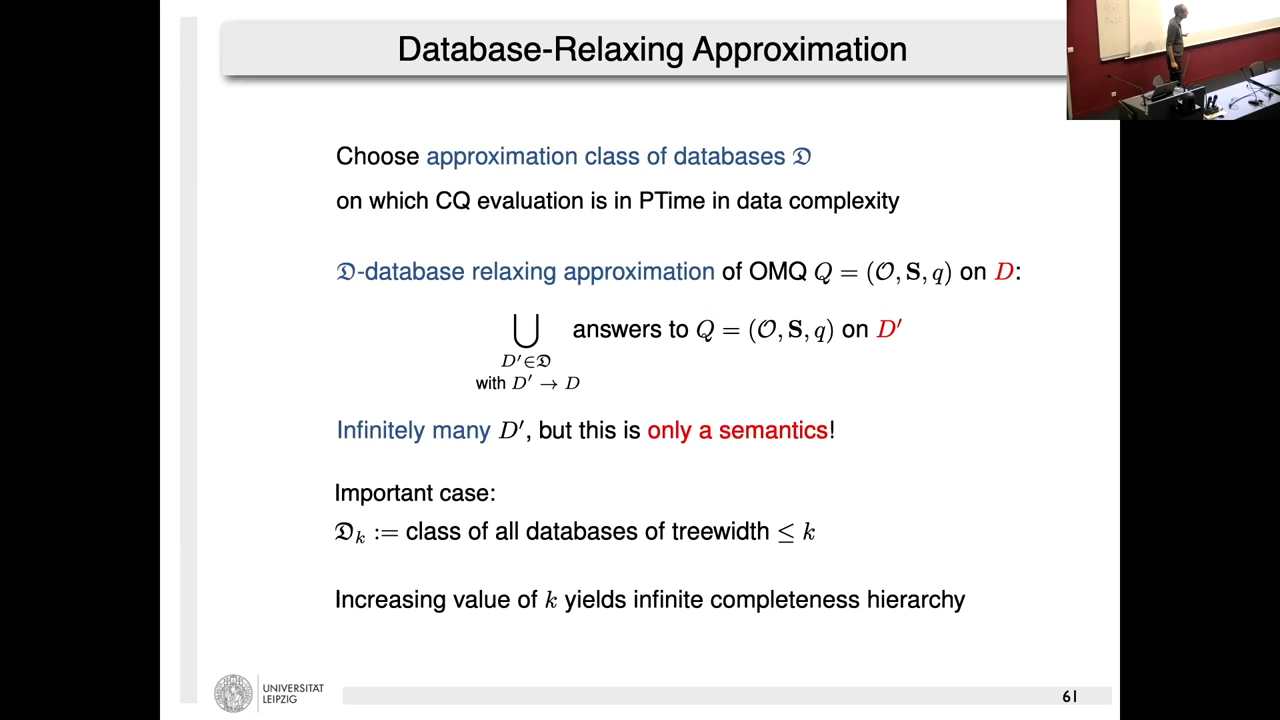 Database-Relaxing Approximation
Choose approximation class of databases 𝔇
on which CQ evaluation is in PTime in data complexity
𝔇-database relaxing approximation of OMQ Q = (𝒪, S, q) on D:
⋃ answers to Q = (𝒪, S, q) on D′
D′∈𝔇
with D′ → D
Infinitely many D′, but this is only a semantics!
Important case:
𝔇ₖ := class of all databases of treewidth ≤ k
Increasing value of k yields infinite completeness hierarchy
UNIVERSITÄT
LEIPZIG
61